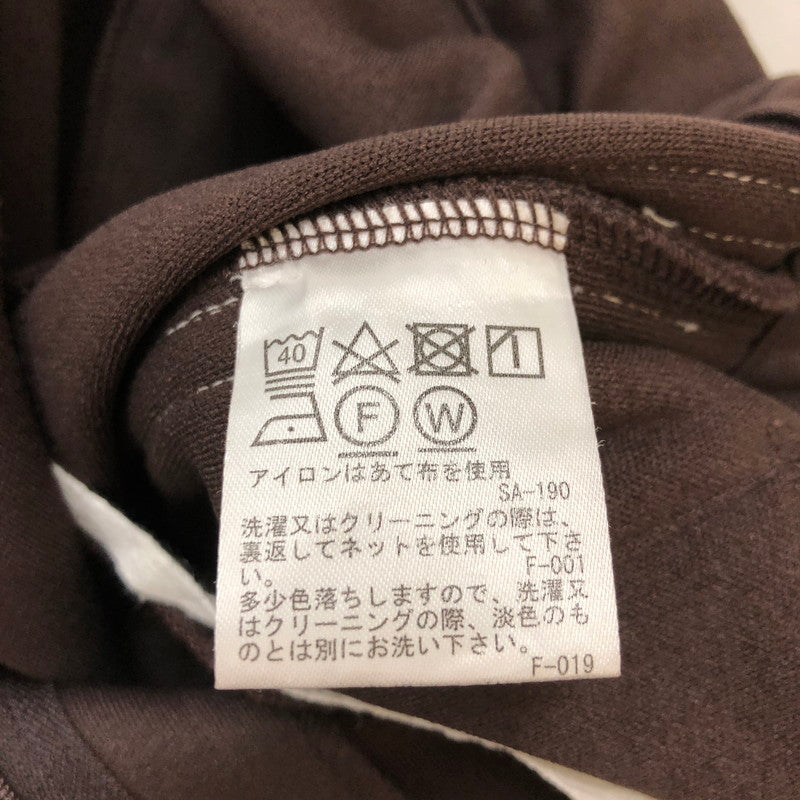 40
F W
アイロンはあて布を使用
SA-190
洗濯又はクリーニングの際は、
裏返してネットを使用して下さ
い。 F-001
多少色落ちしますので、洗濯又
はクリーニングの際、淡色のも
のとは別にお洗い下さい。
F-019